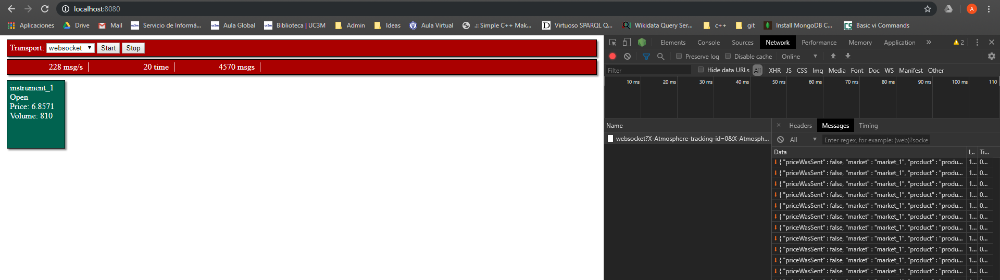 localhost:8080
A
Aplicaciones Drive Mail Servicio de Informá... Aula Global Biblioteca | UC3M Admin Ideas Aula Virtual .:: Simple C++ Mak... Virtuoso SPARQL Q... Wikidata Query Ser... c++ git Install MongoDB C... Basic vi Commands
Transport: websocket Start Stop
228 msg/s 20 time 4570 msgs
instrument_1
Open
Price: 6.8571
Volume: 810
Elements Console Sources Network Performance Memory Application » 2
Preserve log Disable cache Online
Filter Hide data URLs All XHR JS CSS Img Media Font Doc WS Manifest Other
10 ms 20 ms 30 ms 40 ms 50 ms 60 ms 70 ms 80 ms 90 ms 100 ms 110
Name
websocket?X-Atmosphere-tracking-id=0&X-Atmosph...
× Headers Messages Timing
All Enter regex, for example: (web)?socke
Data L.. Ti...
{ "priceWasSent" : false, "market" : "market_1", "product" : "produ... 1... 0...
{ "priceWasSent" : false, "market" : "market_1", "product" : "produ... 1... 0...
{ "priceWasSent" : false, "market" : "market_1", "product" : "produ... 1... 0...
{ "priceWasSent" : false, "market" : "market_1", "product" : "produ... 1... 0...
{ "priceWasSent" : false, "market" : "market_1", "product" : "produ... 1... 0...
{ "priceWasSent" : false, "market" : "market_1", "product" : "produ... 1... 0...
{ "priceWasSent" : false, "market" : "market_1", "product" : "produ... 1... 0...
{ "priceWasSent" : false, "market" : "market_1", "product" : "produ... 1... 0...
{ "priceWasSent" : false, "market" : "market_1", "product" : "produ... 1... 0...
{ "priceWasSent" : false, "market" : "market_1", "product" : "produ... 1... 0...
{ "priceWasSent" : false, "market" : "market_1", "product" : "produ... 1... 0...